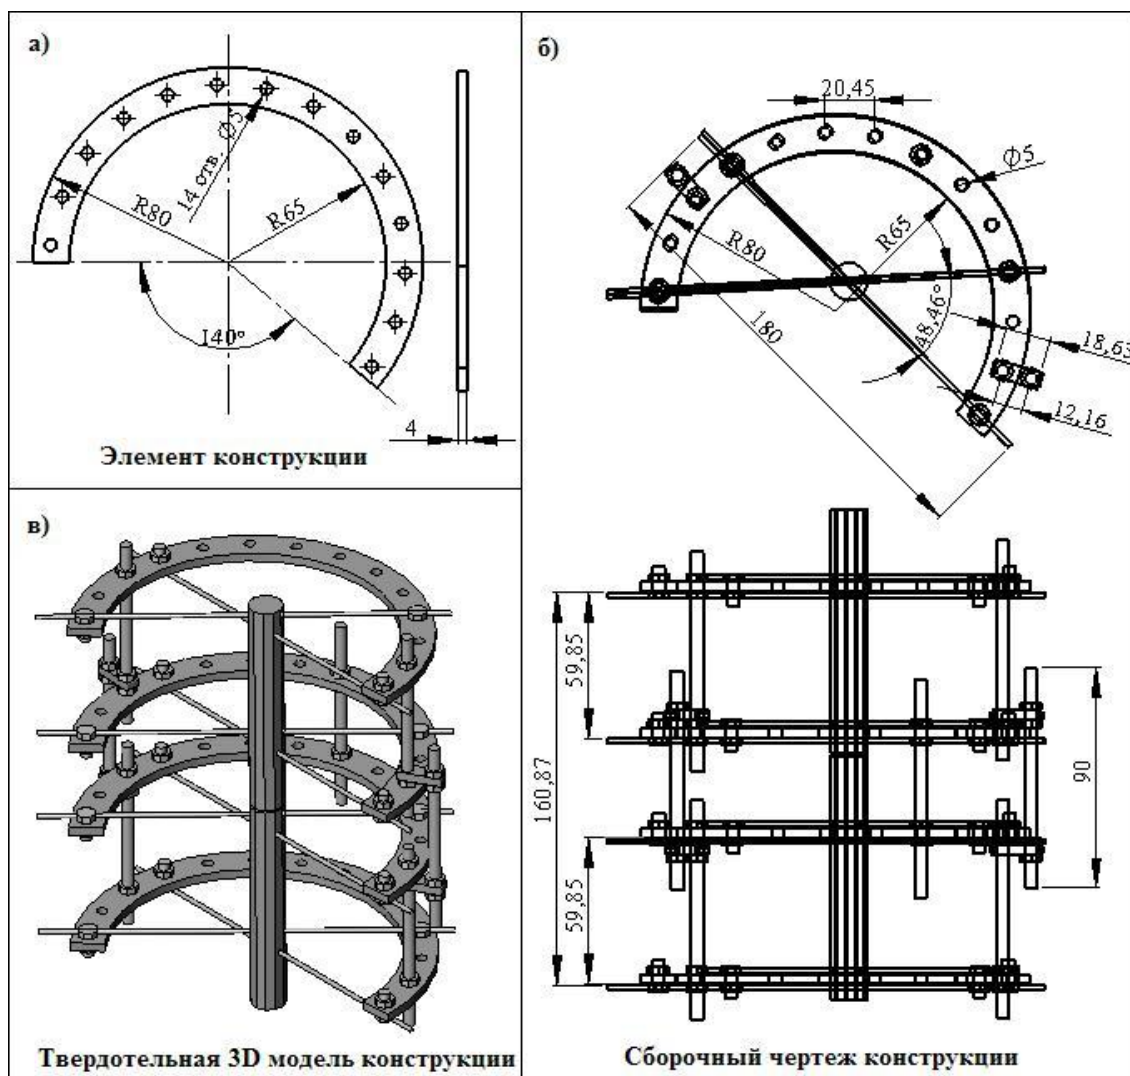 а)
14 отв. Ø5
R80
R65
140°
4
Элемент конструкции
б)
20,45
ф5
R65
R80
48,46°
180
18,63
12,16
59,85
160,87
59,85
90
Сборочный чертеж конструкции
в)
Твердотельная 3D модель конструкции